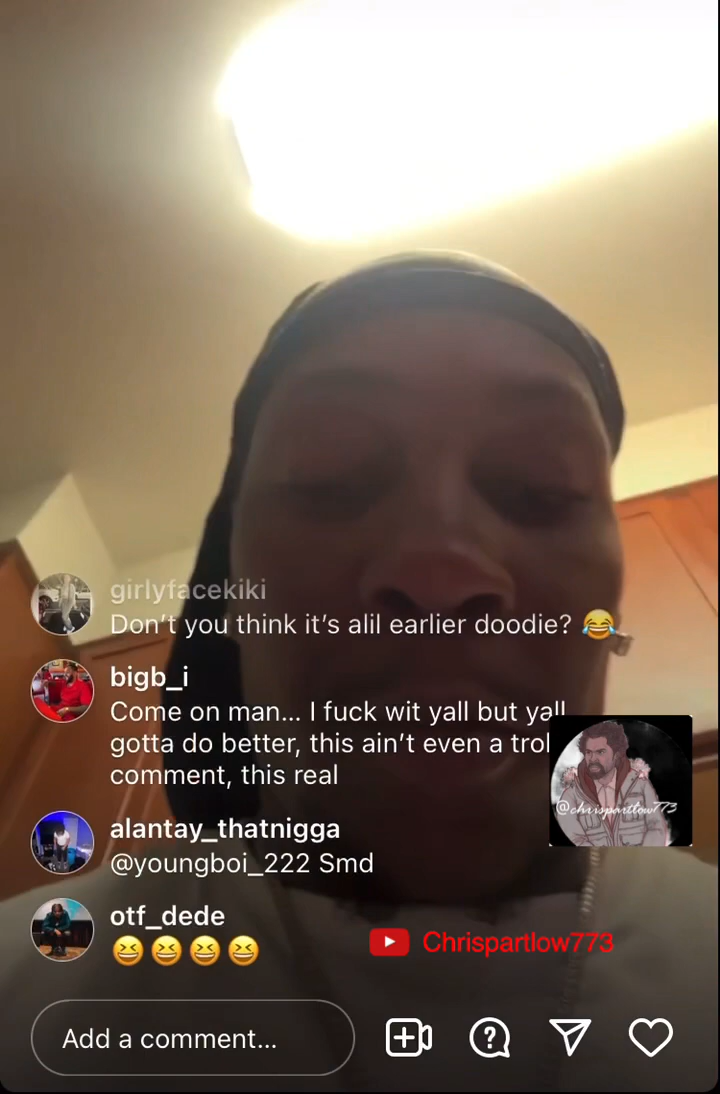 girlyfacekiki
Don't you think it's alil earlier doodie? 😂
bigb_i
Come on man... I fuck wit yall but yall
gotta do better, this ain't even a trol
comment, this real
@chrispartlow773
alantay_thatnigga
@youngboi_222 Smd
otf_dede
😆😆😆😆
Chrispartlow773
Add a comment...